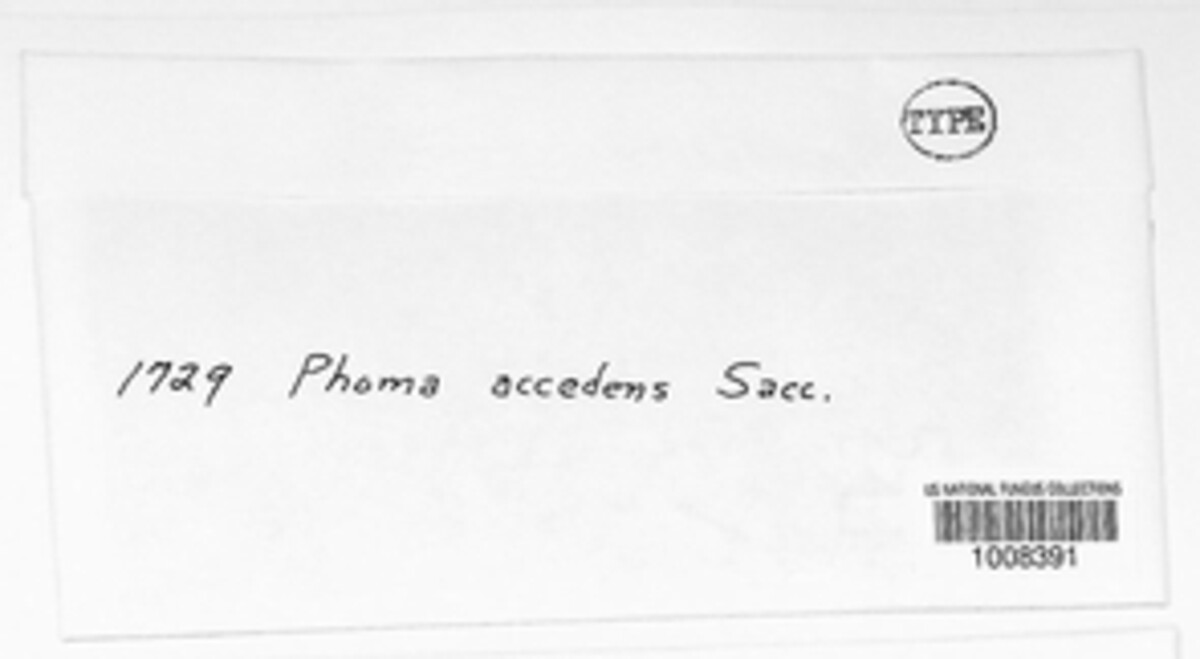 TYPE
1729 Phoma accedens Sacc.
US NATIONAL FUNGUS COLLECTIONS
1008391